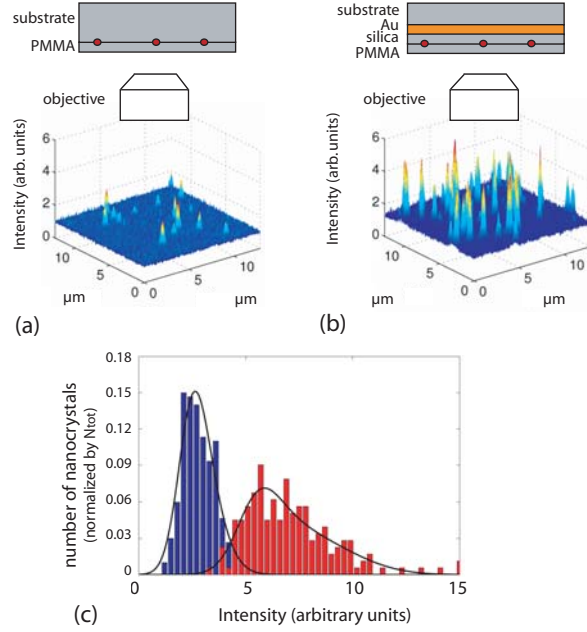 substrate
PMMA
objective
Intensity (arb. units)
6
4
2
0
10
5
0
0
5
10
µm
µm
(a)
substrate
Au
silica
PMMA
objective
Intensity (arb. units)
6
4
2
0
10
5
0
0
5
10
µm
µm
(b)
number of nanocrystals
(normalized by Ntot)
0.18
0.15
0.12
0.09
0.06
0.03
0
0
5
10
15
(c)
Intensity (arbitrary units)